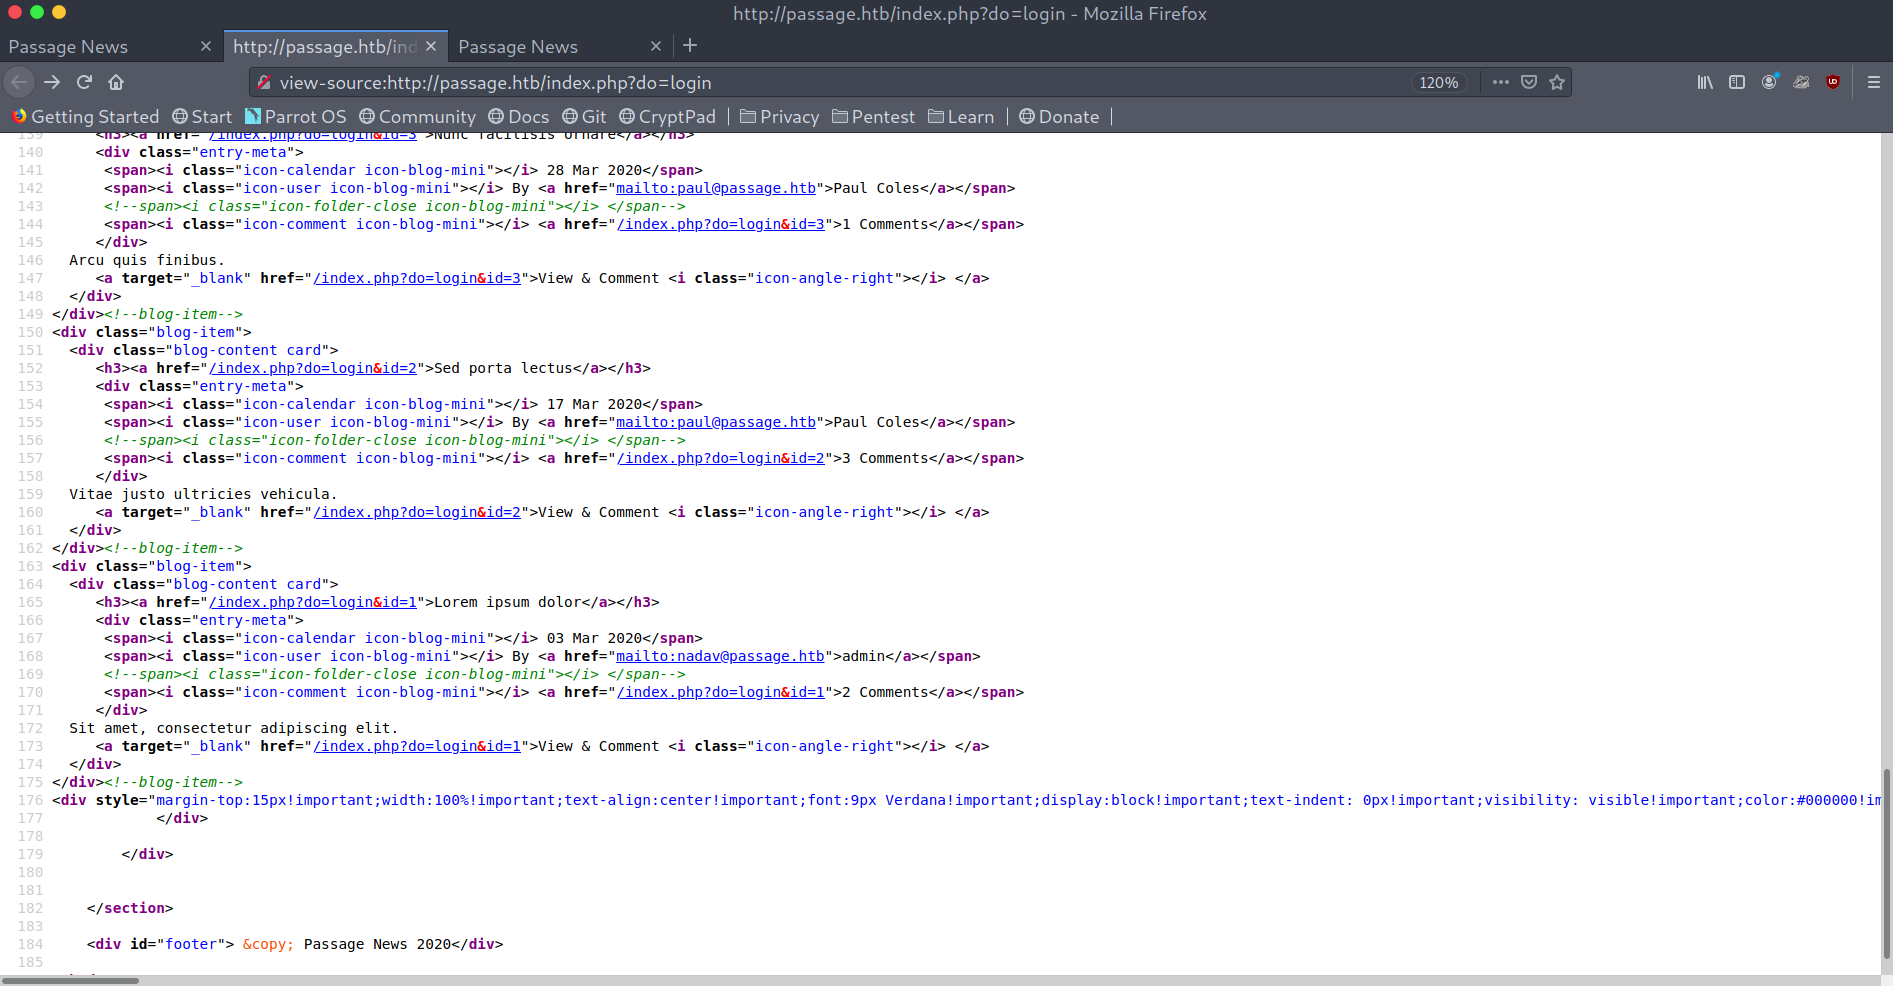 http://passage.htb/index.php?do=login - Mozilla Firefox
Passage News
http://passage.htb/ind
Passage News
view-source:http://passage.htb/index.php?do=login
120%
Getting Started
Start
Parrot OS
Community
Docs
Git
CryptPad
Privacy
Pentest
Learn
Donate
139 <h3><a href="/index.php?do=login&id=3">Nunc facilisis ornare</a></h3>
140 <div class="entry-meta">
141 <span><i class="icon-calendar icon-blog-mini"></i> 28 Mar 2020</span>
142 <span><i class="icon-user icon-blog-mini"></i> By <a href="mailto:paul@passage.htb">Paul Coles</a></span>
143 <!--span><i class="icon-folder-close icon-blog-mini"></i> </span-->
144 <span><i class="icon-comment icon-blog-mini"></i> <a href="/index.php?do=login&id=3">1 Comments</a></span>
145 </div>
146 Arcu quis finibus.
147 <a target="_blank" href="/index.php?do=login&id=3">View & Comment <i class="icon-angle-right"></i> </a>
148 </div>
149 </div><!--blog-item-->
150 <div class="blog-item">
151 <div class="blog-content card">
152 <h3><a href="/index.php?do=login&id=2">Sed porta lectus</a></h3>
153 <div class="entry-meta">
154 <span><i class="icon-calendar icon-blog-mini"></i> 17 Mar 2020</span>
155 <span><i class="icon-user icon-blog-mini"></i> By <a href="mailto:paul@passage.htb">Paul Coles</a></span>
156 <!--span><i class="icon-folder-close icon-blog-mini"></i> </span-->
157 <span><i class="icon-comment icon-blog-mini"></i> <a href="/index.php?do=login&id=2">3 Comments</a></span>
158 </div>
159 Vitae justo ultricies vehicula.
160 <a target="_blank" href="/index.php?do=login&id=2">View & Comment <i class="icon-angle-right"></i> </a>
161 </div>
162 </div><!--blog-item-->
163 <div class="blog-item">
164 <div class="blog-content card">
165 <h3><a href="/index.php?do=login&id=1">Lorem ipsum dolor</a></h3>
166 <div class="entry-meta">
167 <span><i class="icon-calendar icon-blog-mini"></i> 03 Mar 2020</span>
168 <span><i class="icon-user icon-blog-mini"></i> By <a href="mailto:nadav@passage.htb">admin</a></span>
169 <!--span><i class="icon-folder-close icon-blog-mini"></i> </span-->
170 <span><i class="icon-comment icon-blog-mini"></i> <a href="/index.php?do=login&id=1">2 Comments</a></span>
171 </div>
172 Sit amet, consectetur adipiscing elit.
173 <a target="_blank" href="/index.php?do=login&id=1">View & Comment <i class="icon-angle-right"></i> </a>
174 </div>
175 </div><!--blog-item-->
176 <div style="margin-top:15px!important;width:100%!important;text-align:center!important;font:9px Verdana!important;display:block!important;text-indent: 0px!important;visibility: visible!important;color:#000000!im
177 </div>
178
179 </div>
180
181
182 </section>
183
184 <div id="footer"> &copy; Passage News 2020</div>
185